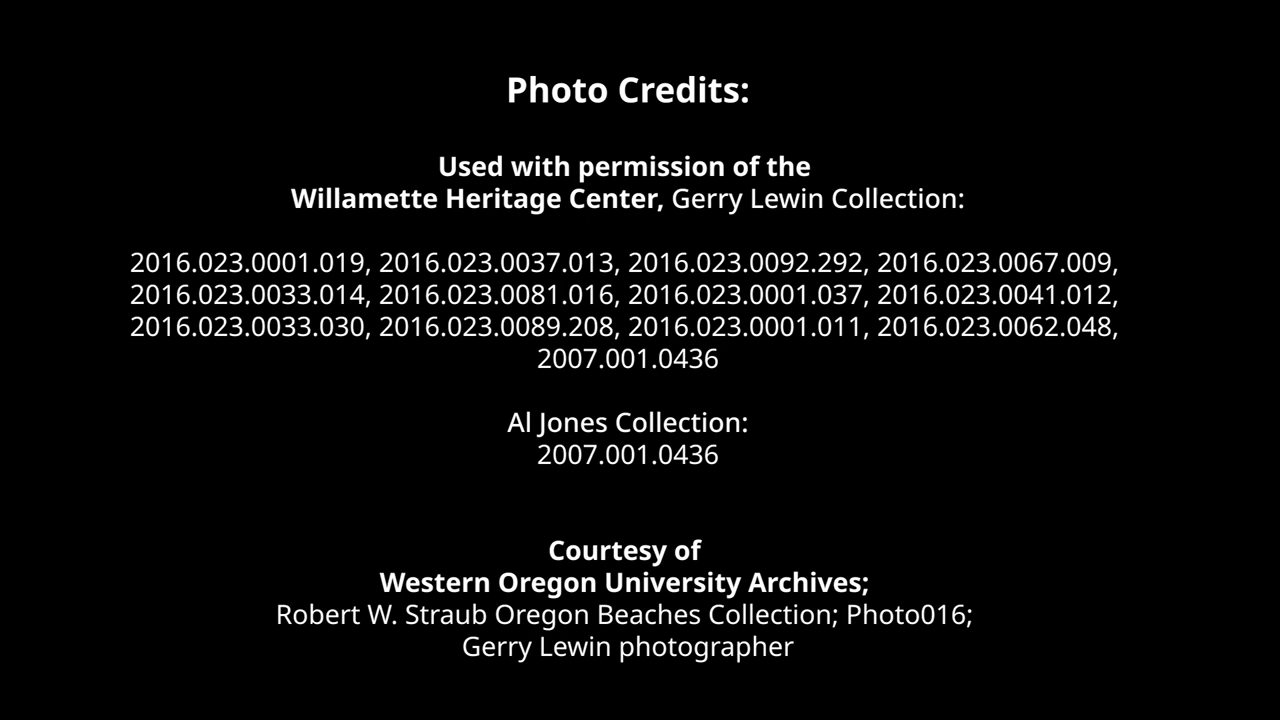 Photo Credits:
Used with permission of the
Willamette Heritage Center, Gerry Lewin Collection:
2016.023.0001.019, 2016.023.0037.013, 2016.023.0092.292, 2016.023.0067.009,
2016.023.0033.014, 2016.023.0081.016, 2016.023.0001.037, 2016.023.0041.012,
2016.023.0033.030, 2016.023.0089.208, 2016.023.0001.011, 2016.023.0062.048,
2007.001.0436
Al Jones Collection:
2007.001.0436
Courtesy of
Western Oregon University Archives;
Robert W. Straub Oregon Beaches Collection; Photo016;
Gerry Lewin photographer